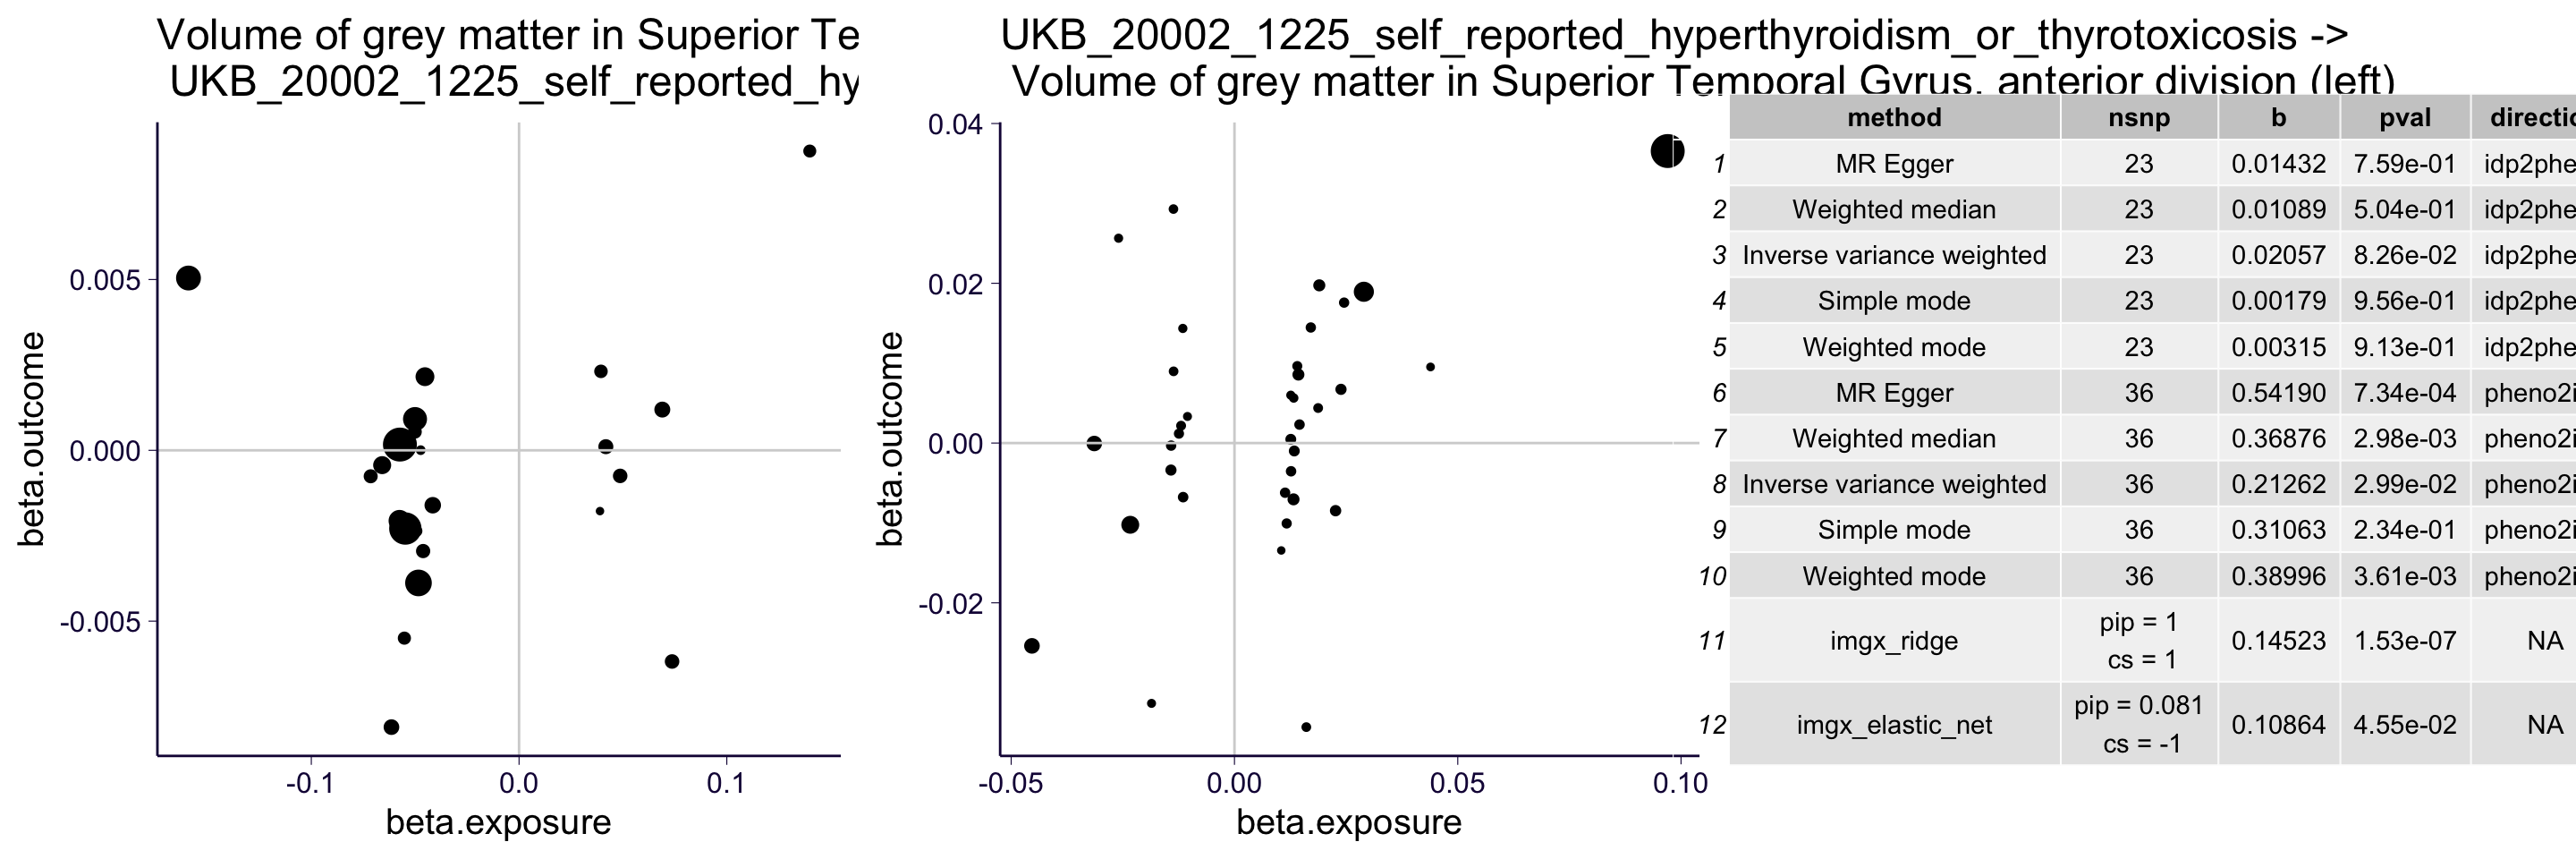 Volume of grey matter in Superior Te
UKB_20002_1225_self_reported_hy
0.005
0.000
-0.005
beta.outcome
-0.1 0.0 0.1
beta.exposure
UKB_20002_1225_self_reported_hyperthyroidism_or_thyrotoxicosis ->
Volume of grey matter in Superior Temporal Gyrus, anterior division (left)
0.04
0.02
0.00
-0.02
beta.outcome
-0.05 0.00 0.05 0.10
beta.exposure
method nsnp b pval directic
1 MR Egger 23 0.01432 7.59e-01 idp2phe
2 Weighted median 23 0.01089 5.04e-01 idp2phe
3 Inverse variance weighted 23 0.02057 8.26e-02 idp2phe
4 Simple mode 23 0.00179 9.56e-01 idp2phe
5 Weighted mode 23 0.00315 9.13e-01 idp2phe
6 MR Egger 36 0.54190 7.34e-04 pheno2i
7 Weighted median 36 0.36876 2.98e-03 pheno2i
8 Inverse variance weighted 36 0.21262 2.99e-02 pheno2i
9 Simple mode 36 0.31063 2.34e-01 pheno2i
10 Weighted mode 36 0.38996 3.61e-03 pheno2i
11 imgx_ridge pip = 1 0.14523 1.53e-07 NA
cs = 1
12 imgx_elastic_net pip = 0.081 0.10864 4.55e-02 NA
cs = -1